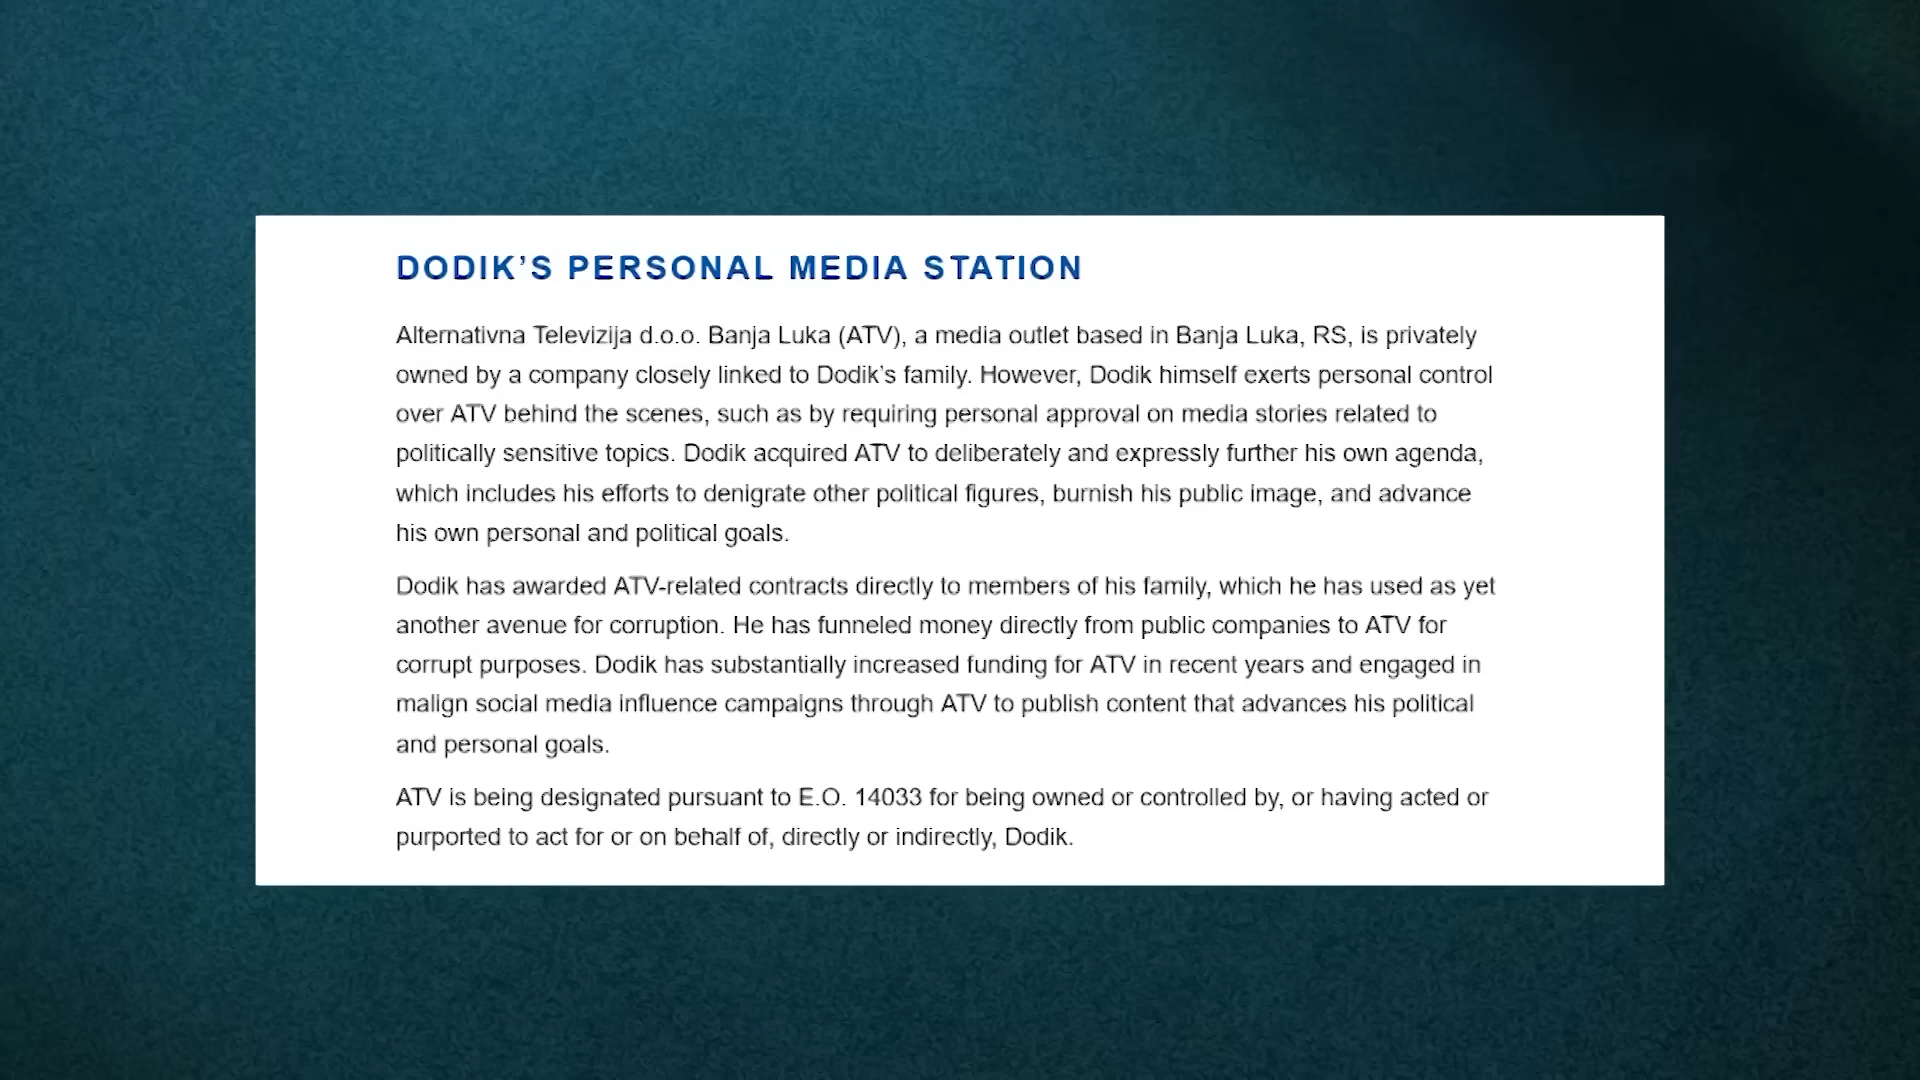 DODIK’S PERSONAL MEDIA STATION
Alternativna Televizija d.o.o. Banja Luka (ATV), a media outlet based in Banja Luka, RS, is privately
owned by a company closely linked to Dodik’s family. However, Dodik himself exerts personal control
over ATV behind the scenes, such as by requiring personal approval on media stories related to
politically sensitive topics. Dodik acquired ATV to deliberately and expressly further his own agenda,
which includes his efforts to denigrate other political figures, burnish his public image, and advance
his own personal and political goals.
Dodik has awarded ATV-related contracts directly to members of his family, which he has used as yet
another avenue for corruption. He has funneled money directly from public companies to ATV for
corrupt purposes. Dodik has substantially increased funding for ATV in recent years and engaged in
malign social media influence campaigns through ATV to publish content that advances his political
and personal goals.
ATV is being designated pursuant to E.O. 14033 for being owned or controlled by, or having acted or
purported to act for or on behalf of, directly or indirectly, Dodik.